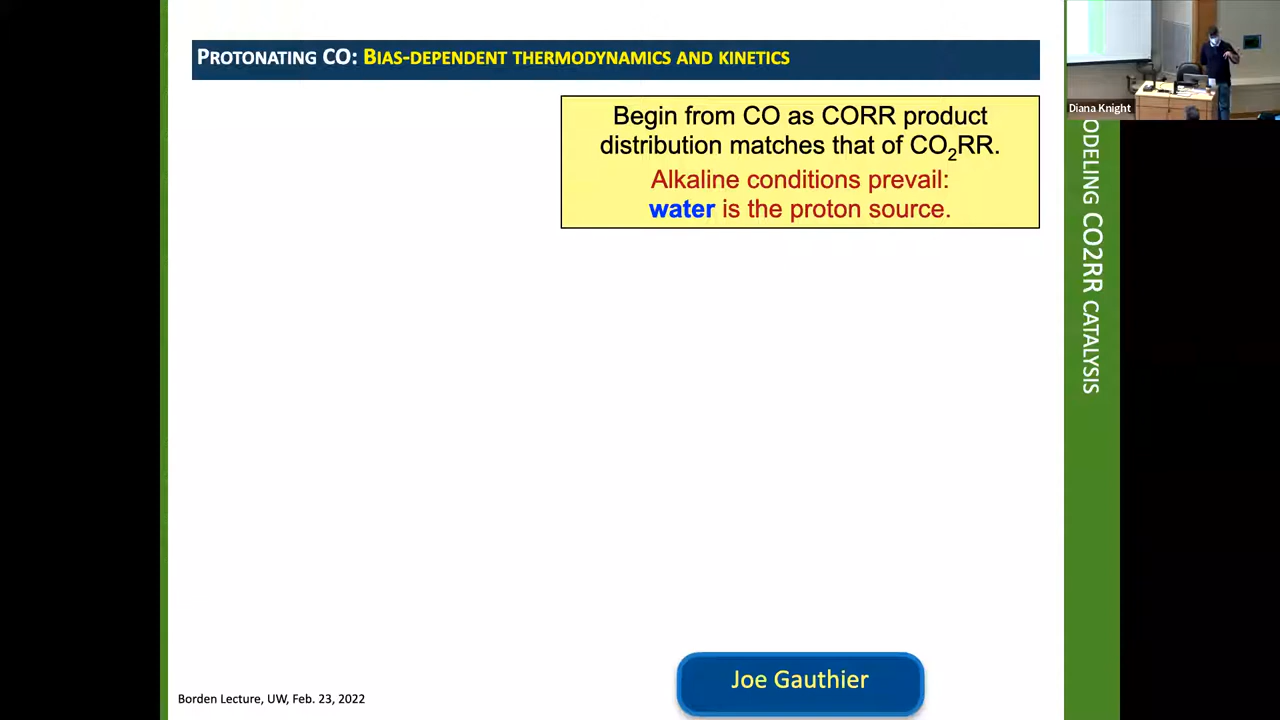 PROTONATING CO: BIAS-DEPENDENT THERMODYNAMICS AND KINETICS
Begin from CO as CORR product
distribution matches that of CO2RR.
Alkaline conditions prevail:
water is the proton source.
Diana Knight
ODELING CO2RR CATALYSIS
Joe Gauthier
Borden Lecture, UW, Feb. 23, 2022